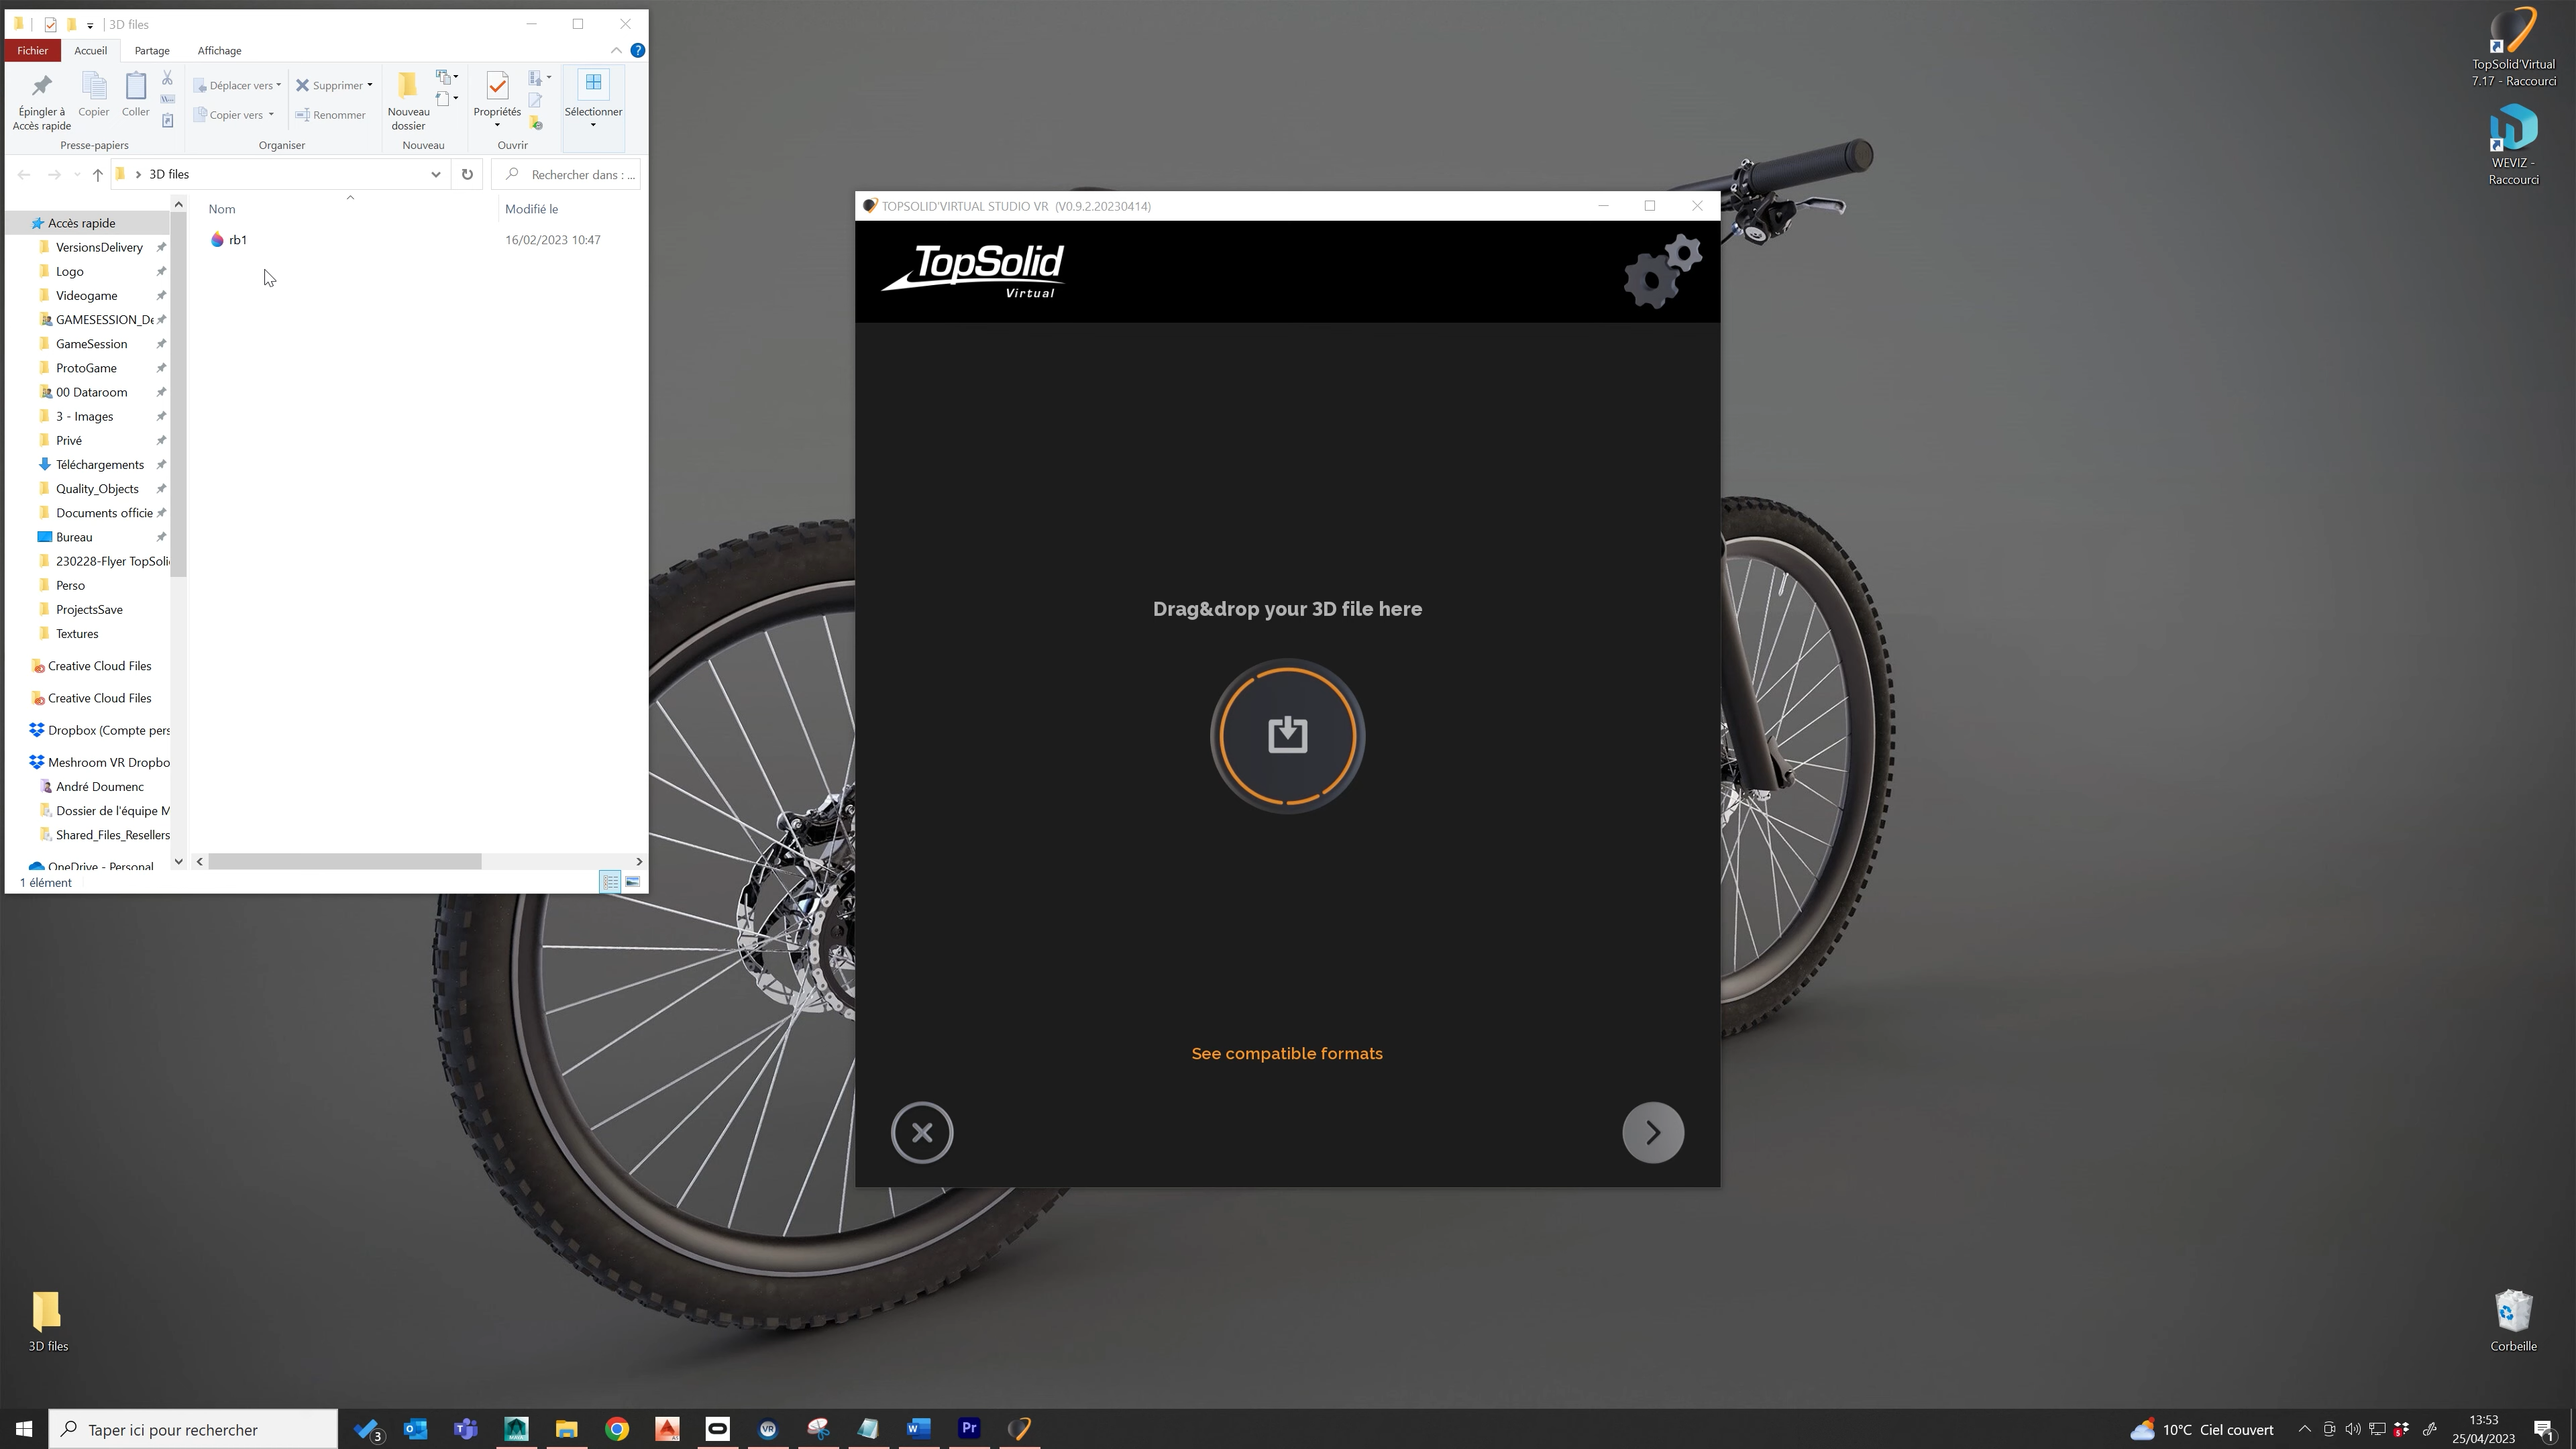 3D files
Fichier
Accueil
Partage
Affichage
Épingler à
Accès rapide
Copier
Coller
Déplacer vers
Copier vers
Supprimer
Renommer
Nouveau
dossier
Propriétés
Sélectionner
Presse-papiers
Organiser
Nouveau
Ouvrir
3D files
Rechercher dans : ...
Nom
Modifié le
rb1
16/02/2023 10:47
Accès rapide
VersionsDelivery
Logo
Videogame
GAMESESSION_De
GameSession
ProtoGame
00 Dataroom
3 - Images
Privé
Téléchargements
Quality_Objects
Documents officie
Bureau
230228-Flyer TopSoli
Perso
ProjectsSave
Textures
Creative Cloud Files
Creative Cloud Files
Dropbox (Compte pers
Meshroom VR Dropbo
André Doumenc
Dossier de l'équipe M
Shared_Files_Resellers
OneDrive - Personal
1 élément
TOPSOLID'VIRTUAL STUDIO VR (V0.9.2.20230414)
TopSolid
Virtual
Drag&drop your 3D file here
See compatible formats
TopSolid'Virtual
7.17 - Raccourci
WEVIZ -
Raccourci
3D files
Corbeille
Taper ici pour rechercher
3
VR
Pr
10°C Ciel couvert
13:53
25/04/2023
1